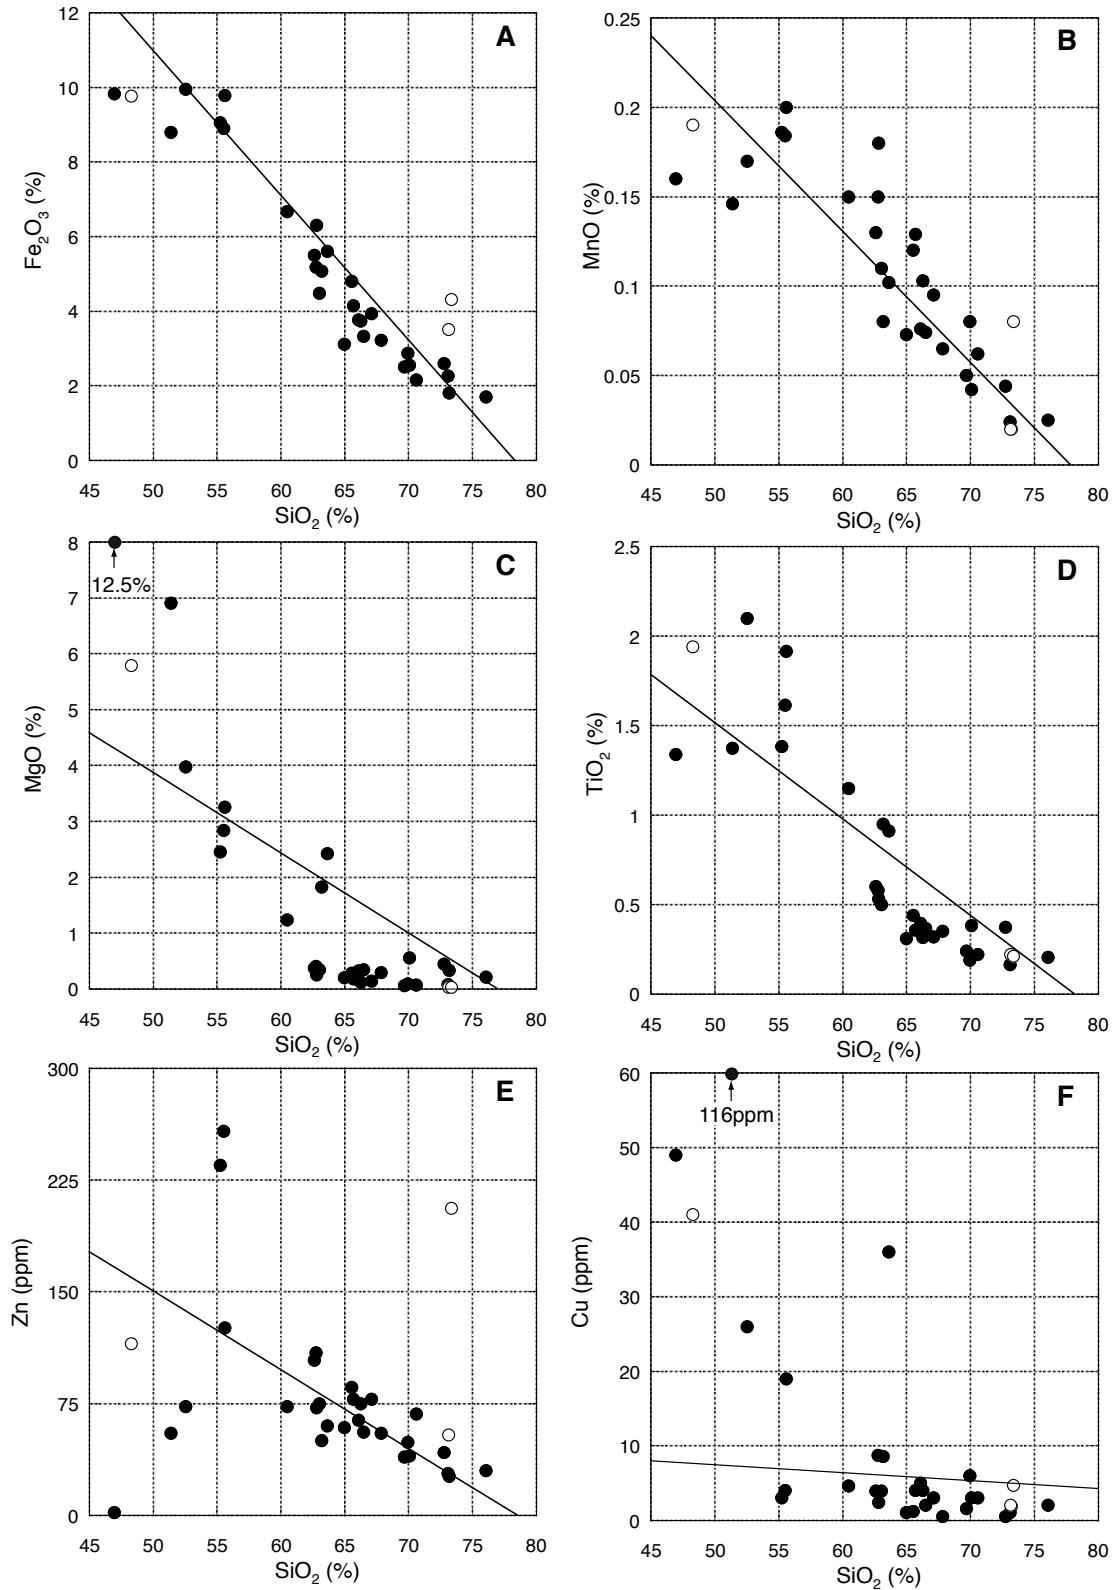 A
Fe2O3 (%)
12
10
8
6
4
2
0
45 50 55 60 65 70 75 80
SiO2 (%)
B
MnO (%)
0.25
0.2
0.15
0.1
0.05
0
45 50 55 60 65 70 75 80
SiO2 (%)
C
MgO (%)
8
12.5%
7
6
5
4
3
2
1
0
45 50 55 60 65 70 75 80
SiO2 (%)
D
TiO2 (%)
2.5
2
1.5
1
0.5
0
45 50 55 60 65 70 75 80
SiO2 (%)
E
Zn (ppm)
300
225
150
75
0
45 50 55 60 65 70 75 80
SiO2 (%)
F
Cu (ppm)
60
116ppm
50
40
30
20
10
0
45 50 55 60 65 70 75 80
SiO2 (%)